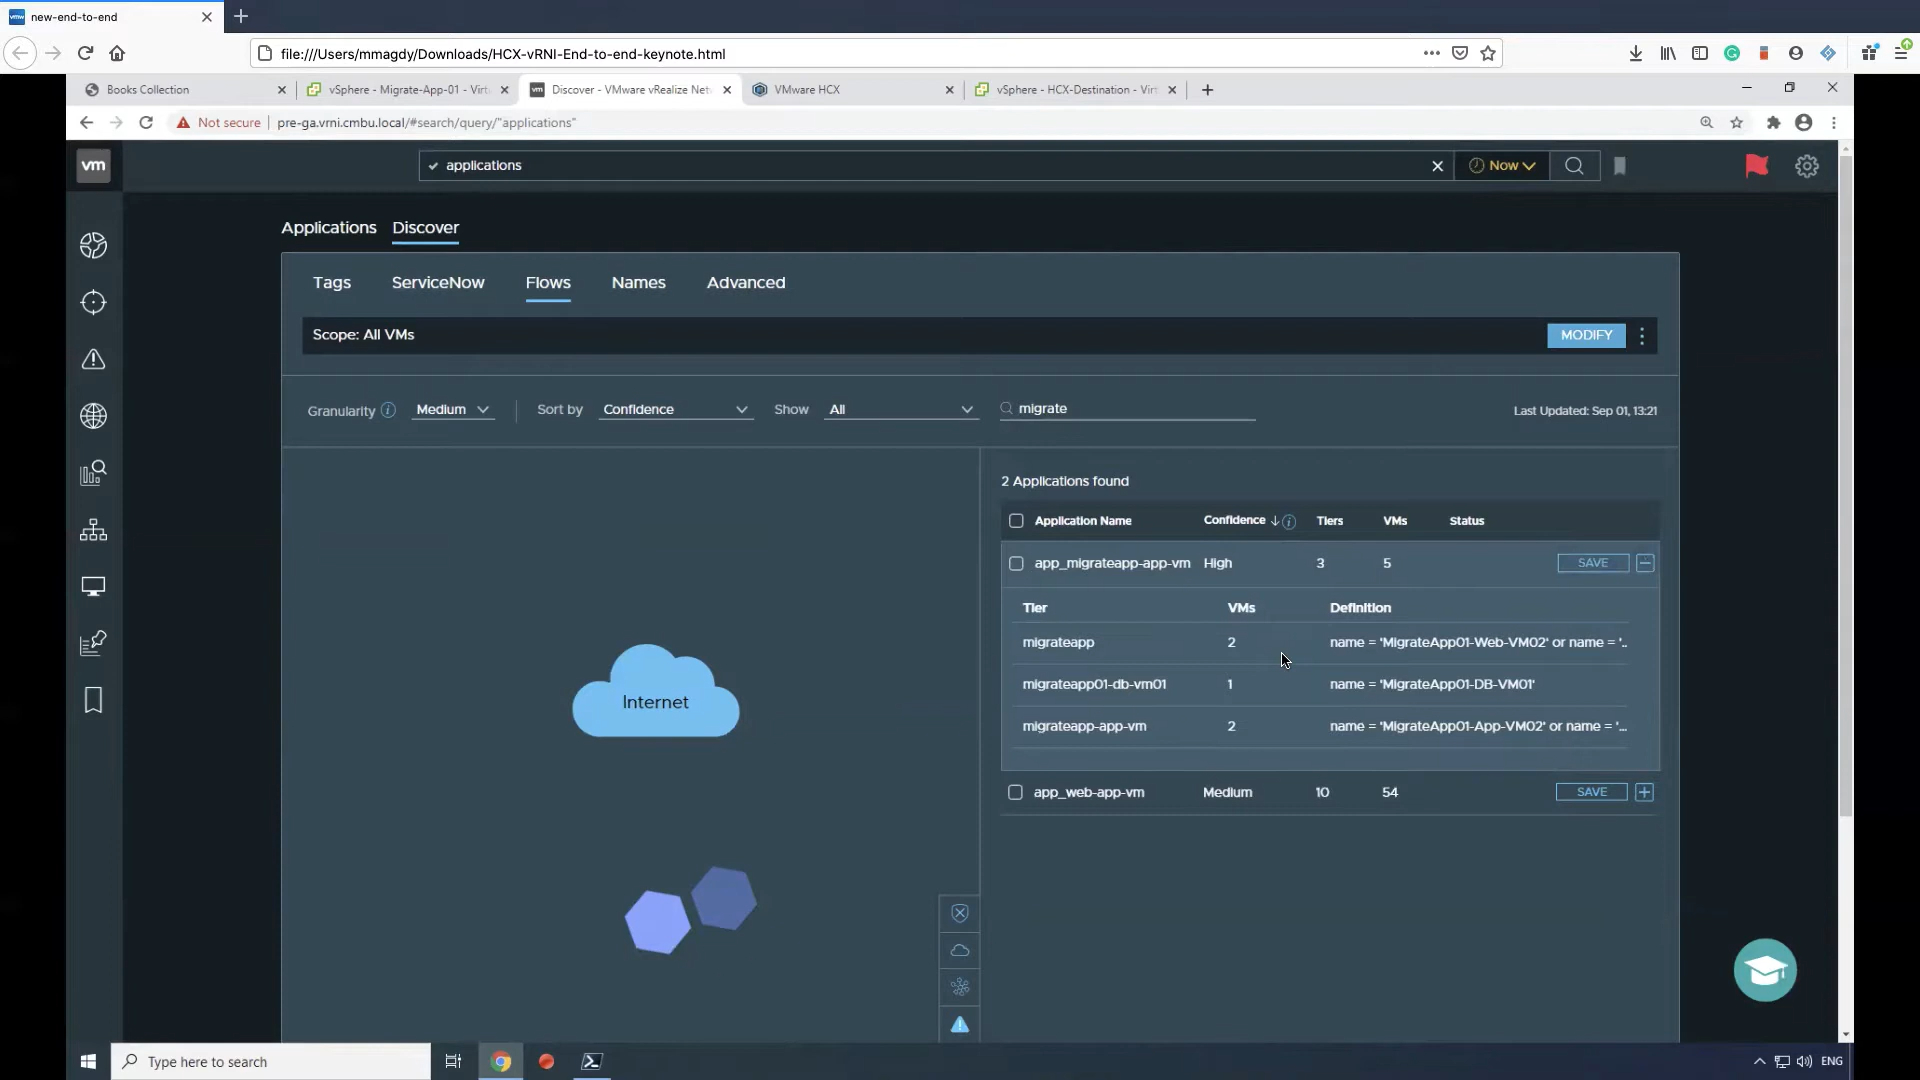 new-end-to-end
file:///Users/mmagdy/Downloads/HCX-vRNI-End-to-end-keynote.html
Books Collection
vSphere - Migrate-App-01 - Virt
Discover - VMware vRealize Net
VMware HCX
vSphere - HCX-Destination - Virt
Not secure
pre-ga.vrni.cmbu.local/#search/query/"applications"
vm
applications
Now
Applications Discover
Tags ServiceNow Flows Names Advanced
Scope: All VMs
MODIFY
Granularity Medium Sort by Confidence Show All migrate Last Updated: Sep 01, 13:21
2 Applications found
Application Name Confidence Tiers VMs Status
app_migrateapp-app-vm High 3 5 SAVE
Tier VMs Definition
migrateapp 2 name = 'MigrateApp01-Web-VM02' or name = '..
migrateapp01-db-vm01 1 name = 'MigrateApp01-DB-VM01'
migrateapp-app-vm 2 name = 'MigrateApp01-App-VM02' or name = '...
app_web-app-vm Medium 10 54 SAVE
Internet
Type here to search
ENG